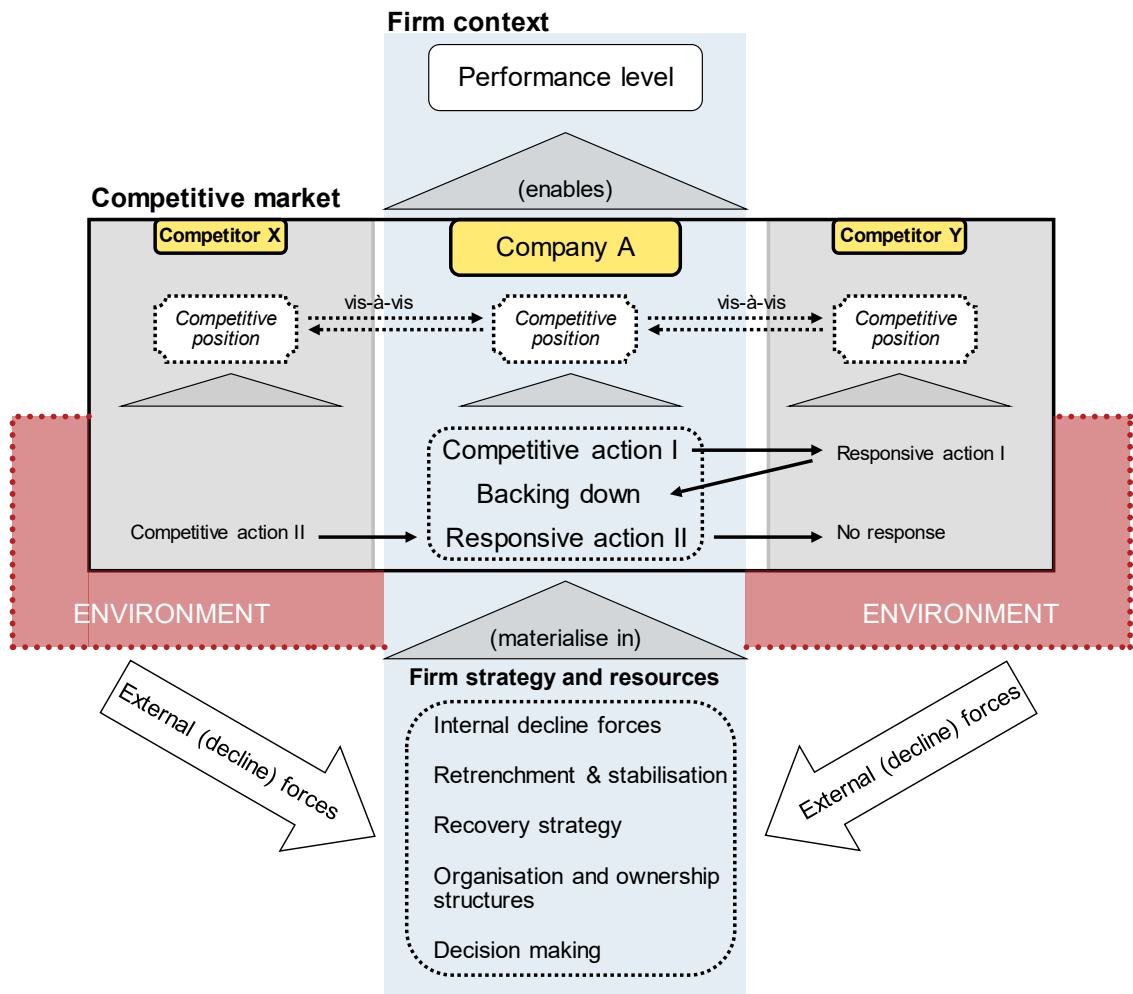 Firm context
Performance level
(enables)
Competitive market
Competitor X
Company A
Competitor Y
vis-à-vis
vis-à-vis
Competitive
position
Competitive
position
Competitive
position
Competitive action I
Responsive action I
Backing down
Competitive action II
Responsive action II
No response
ENVIRONMENT
ENVIRONMENT
(materialise in)
Firm strategy and resources
External (decline) forces
External (decline) forces
Internal decline forces
Retrenchment & stabilisation
Recovery strategy
Organisation and ownership
structures
Decision making